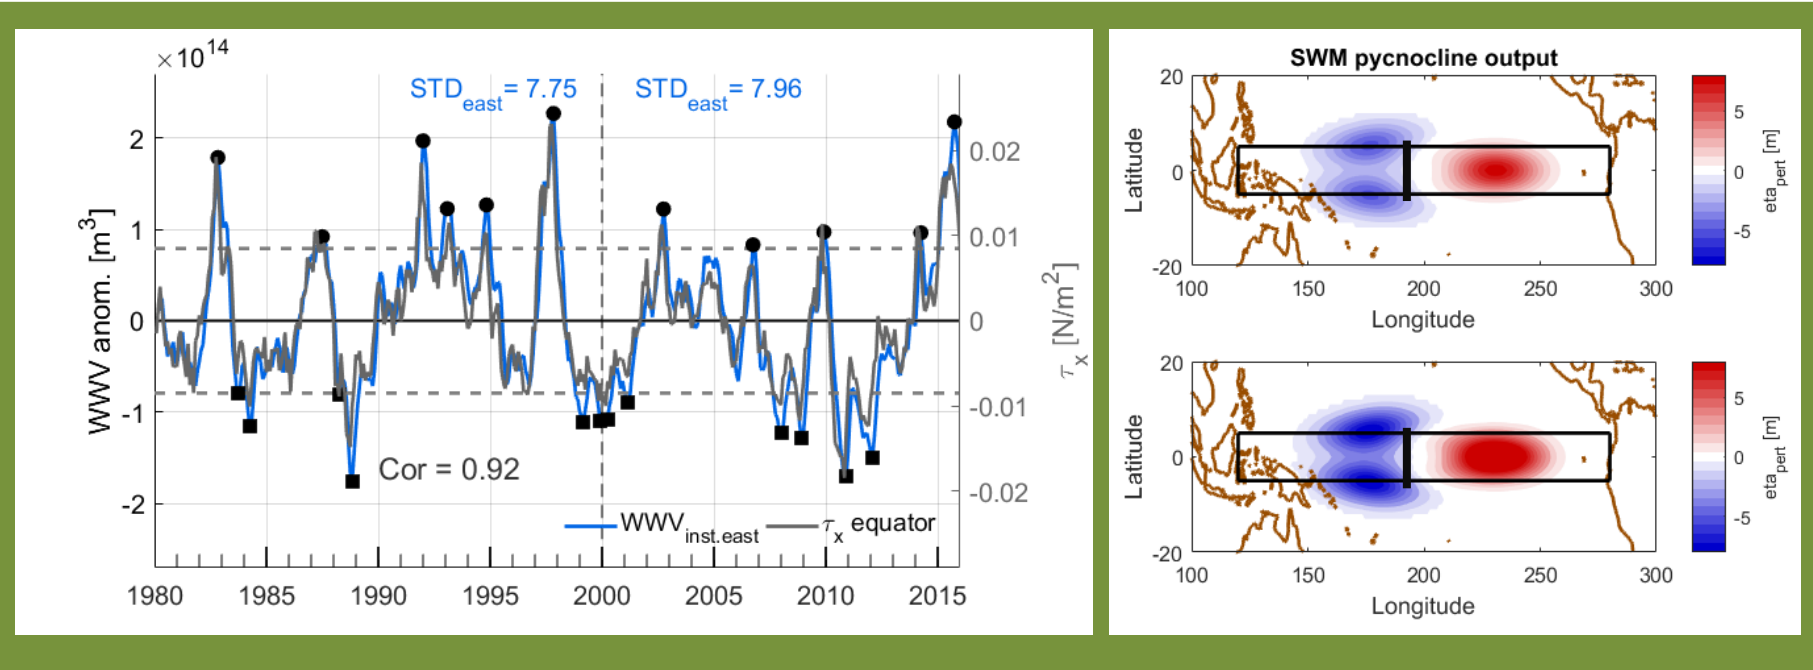 ×10^14
STD_east= 7.75
STD_east= 7.96
WWV anom. [m^3]
2
1
0
-1
-2
0.02
0.01
0
-0.01
-0.02
τ_x [N/m^2]
Cor = 0.92
WWV_inst.east
τ_x equator
1980
1985
1990
1995
2000
2005
2010
2015
SWM pycnocline output
Latitude
20
0
-20
100
150
200
250
300
Longitude
5
0
-5
eta_pert [m]
Latitude
20
0
-20
100
150
200
250
300
Longitude
5
0
-5
eta_pert [m]